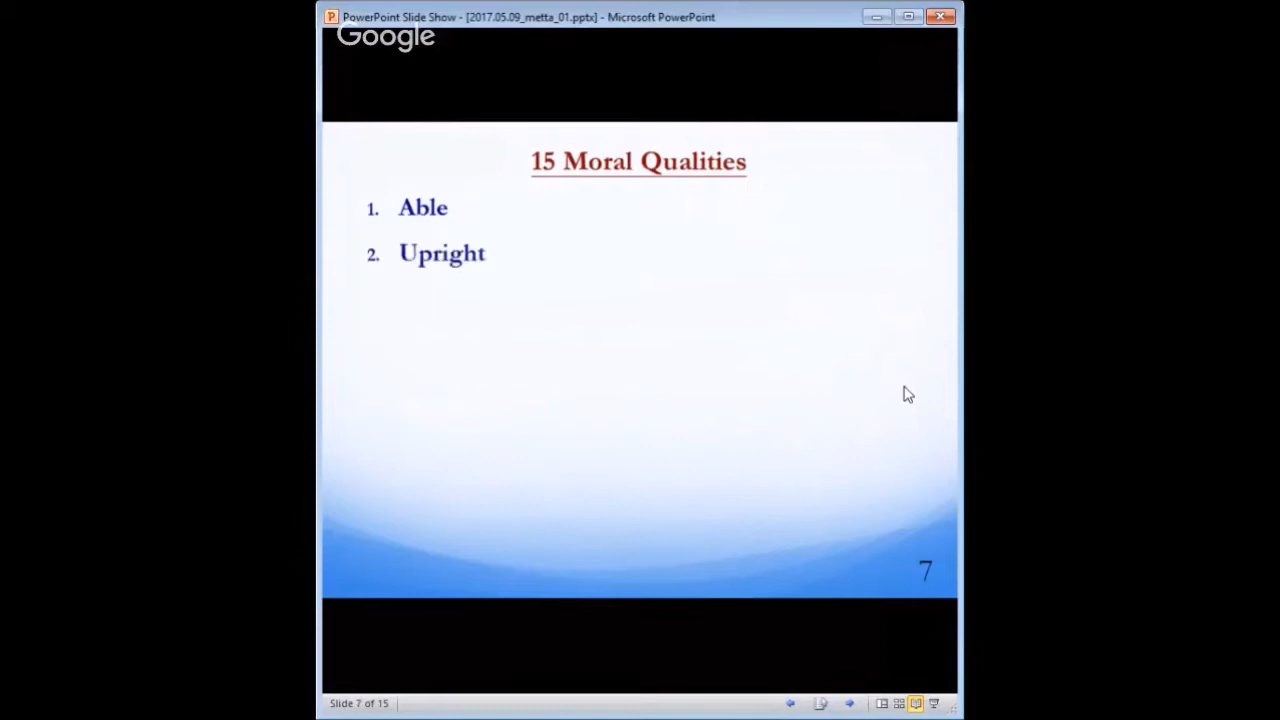 PowerPoint Slide Show - [2017.05.09_metta_01.pptx] - Microsoft PowerPoint
Google
15 Moral Qualities
1. Able
2. Upright
7
Slide 7 of 15